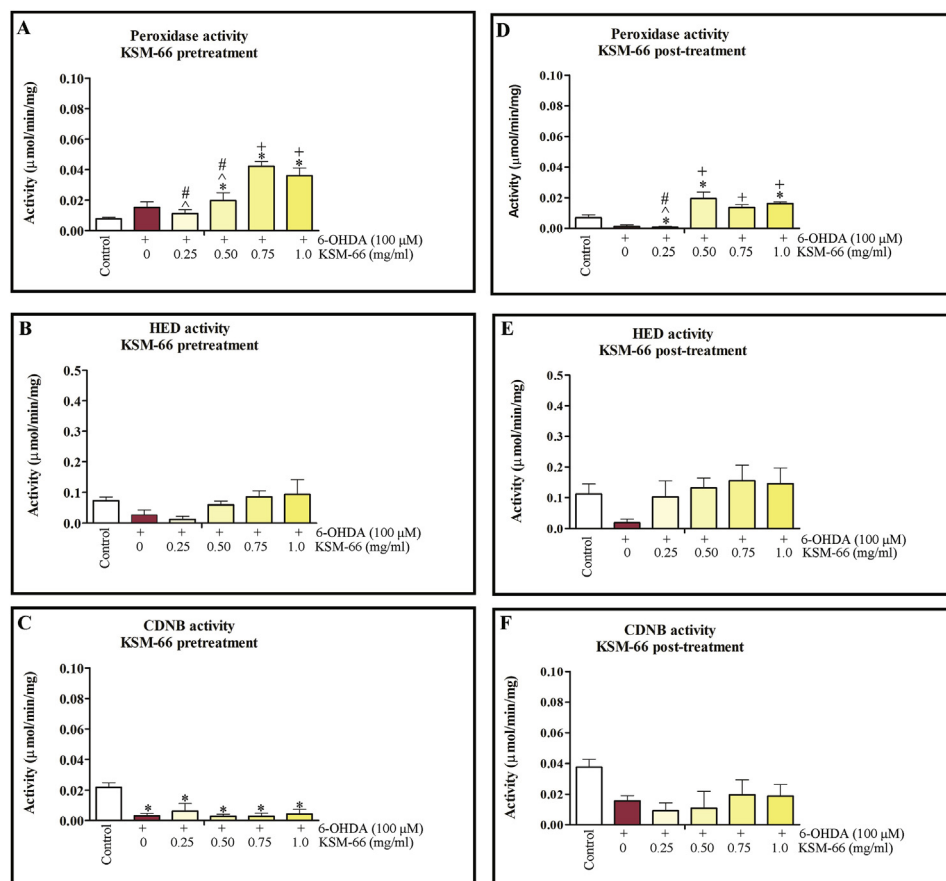 A
Peroxidase activity
KSM-66 pretreatment
Activity (μmol/min/mg)
0.10
0.08
0.06
0.04
0.02
0.00
# ^
# ^ *
+ *
+ *
Control
+ + + + + 6-OHDA (100 μM)
0 0.25 0.50 0.75 1.0 KSM-66 (mg/ml)
D
Peroxidase activity
KSM-66 post-treatment
Activity (μmol/min/mg)
0.10
0.08
0.06
0.04
0.02
0.00
# ^ *
+ *
+
+ *
Control
+ + + + + 6-OHDA (100 μM)
0 0.25 0.50 0.75 1.0 KSM-66 (mg/ml)
B
HED activity
KSM-66 pretreatment
Activity (μmol/min/mg)
0.5
0.4
0.3
0.2
0.1
0.0
Control
+ + + + + 6-OHDA (100 μM)
0 0.25 0.50 0.75 1.0 KSM-66 (mg/ml)
E
HED activity
KSM-66 post-treatment
Activity (μmol/min/mg)
0.5
0.4
0.3
0.2
0.1
0.0
Control
+ + + + + 6-OHDA (100 μM)
0 0.25 0.50 0.75 1.0 KSM-66 (mg/ml)
C
CDNB activity
KSM-66 pretreatment
Activity (μmol/min/mg)
0.10
0.08
0.06
0.04
0.02
0.00
* * * * *
Control
+ + + + + 6-OHDA (100 μM)
0 0.25 0.50 0.75 1.0 KSM-66 (mg/ml)
F
CDNB activity
KSM-66 post-treatment
Activity (μmol/min/mg)
0.10
0.08
0.06
0.04
0.02
0.00
Control
+ + + + + 6-OHDA (100 μM)
0 0.25 0.50 0.75 1.0 KSM-66 (mg/ml)